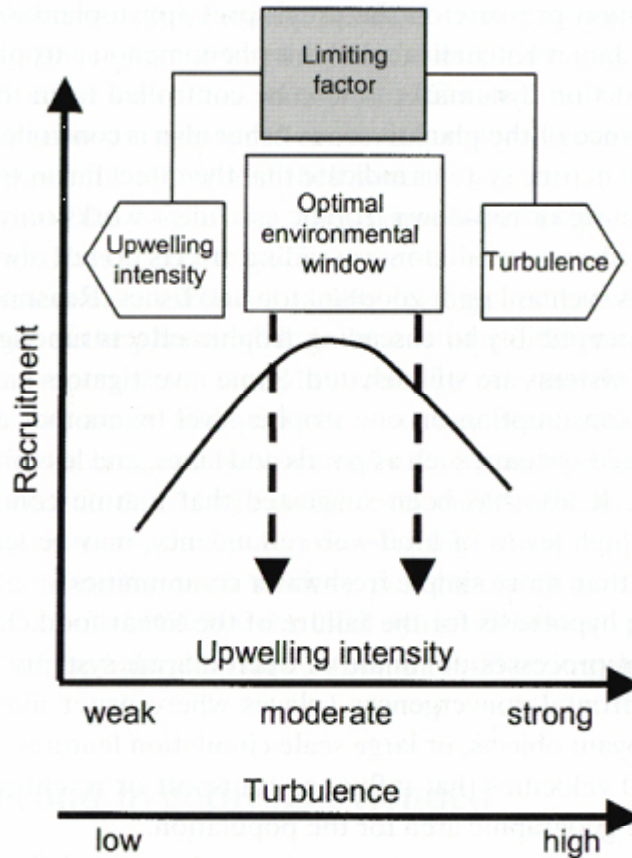 Limiting
factor
Optimal
environmental
window
Upwelling
intensity
Turbulence
Recruitment
Upwelling intensity
weak moderate strong
Turbulence
low high